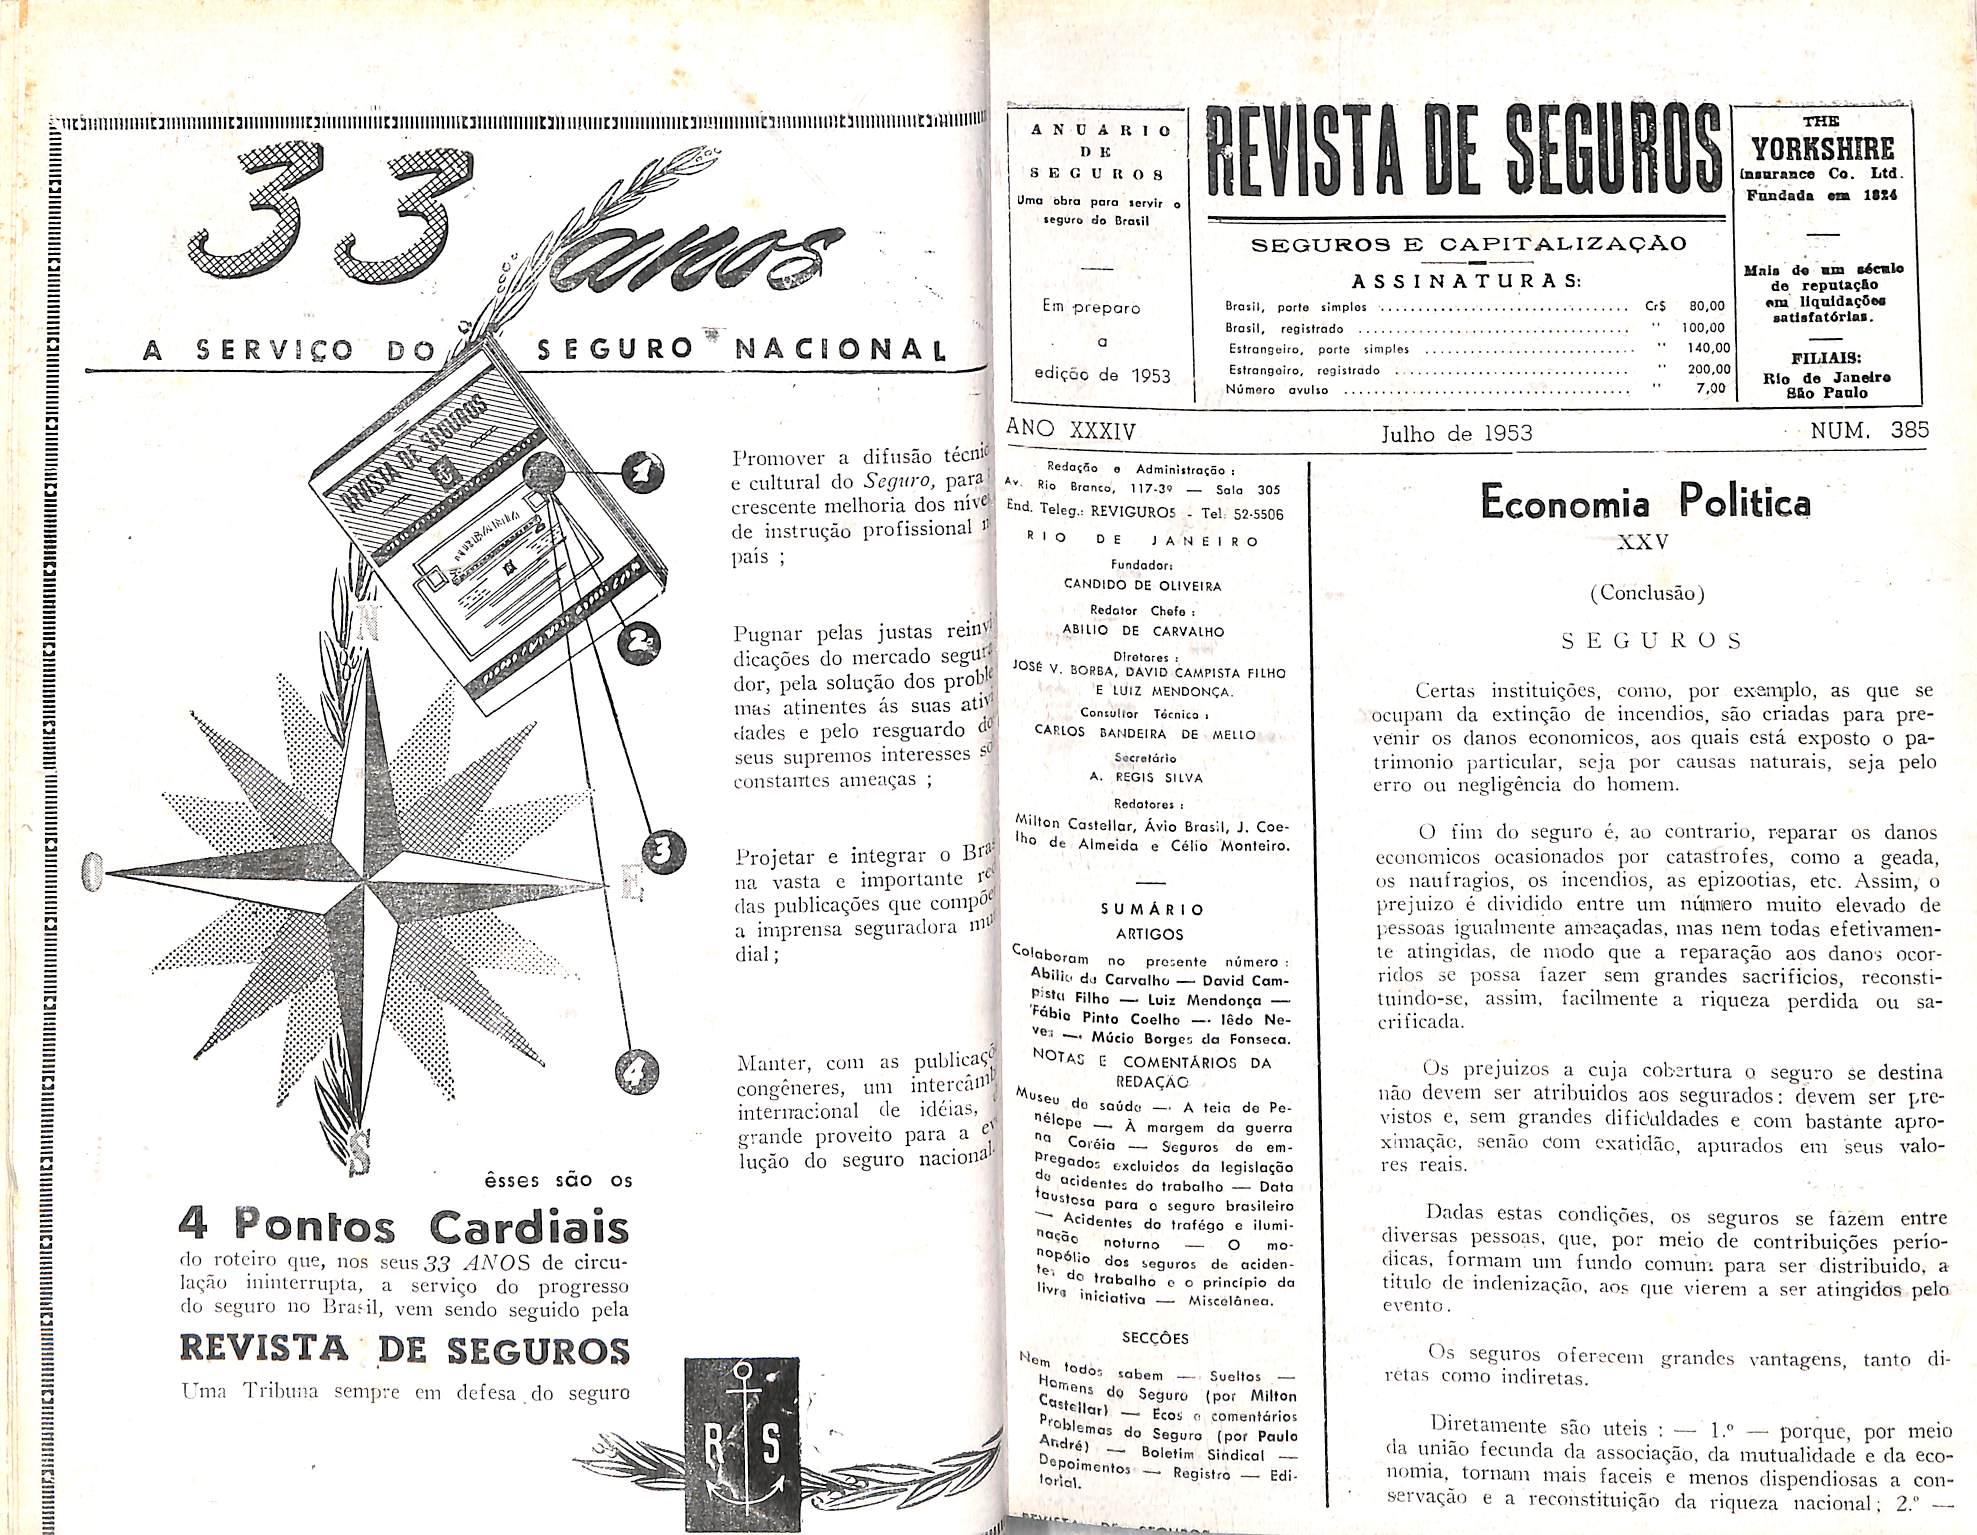 33 anos
A SERVIÇO DO SEGURO NACIONAL
REVISTA DE SEGUROS
1
2
3
4
N
O
E
S
Promover a difusão
e cultural do Seguro, para
crescente melhoria dos
de instrução profissional
país ;
Pugnar pelas justas reinvi
dicações do mercado segura
dor, pela solução dos proble
mas atinentes ás suas ativi
dades e pelo resguardo do
seus supremos interesses so
constantes ameaças ;
Projetar e integrar o Bra
na vasta e importante red
das publicações que compõe
a imprensa seguradora mun
dial ;
Manter, com as publicaçõ
congêneres, um intercâmb
internacional de idéias,
grande proveito para a ev
lução do seguro nacional.
êsses são os
4 Pontos Cardiais
do roteiro que, nos seus 33 ANOS de circu-
lação ininterrupta, a serviço do progresso
do seguro no Brasil, vem sendo seguido pela
REVISTA DE SEGUROS
Uma Tribuna sempre em defesa do seguro
R S
ANUARIO
DE
SEGUROS
Uma obra para servir o
seguro do Brasil
Em preparo
a
edição de 1953
REVISTA DE SEGUROS
SEGUROS E CAPITALIZAÇÃO
ASSINATURAS:
Brasil, porte simples .............................. Cr$ 80,00
Brasil, registrado .............................. " 100,00
Estrangeiro, porte simples .............................. " 140,00
Estrangeiro, registrado .............................. " 200,00
Número avulso .............................. " 7,00
THE
YORKSHIRE
Insurance Co. Ltd.
Fundada em 1824
Mais de um século
de reputação
em liquidações
satisfatórias.
FILIAIS:
Rio de Janeiro
São Paulo
ANO XXXIV Julho de 1953 NUM. 385
Redação e Administração :
Av. Rio Branco, 117-3º — Sala 305
End. Teleg.: REVIGUROS - Tel. 52-5506
RIO DE JANEIRO
Fundador:
CANDIDO DE OLIVEIRA
Redator Chefe :
ABILIO DE CARVALHO
Diretores :
JOSÉ V. BORBA, DAVID CAMPISTA FILHO
E LUIZ MENDONÇA.
Consultor Técnico :
CARLOS BANDEIRA DE MELLO
Secretário
A. REGIS SILVA
Redatores :
Milton Castellar, Ávio Brasil, J. Coe-
lho de Almeida e Célio Monteiro.
SUMÁRIO
ARTIGOS
Colaboram no presente número :
Abilio de Carvalho — David Cam-
pista Filho — Luiz Mendonça —
Fábio Pinto Coelho — Iêdo Ne-
ves — Múcio Borges da Fonseca.
NOTAS E COMENTÁRIOS DA
REDAÇÃO
Museu de saúde — A teia de Pe-
nélope — À margem da guerra
na Coréia — Seguros de em-
pregados excluidos da legislação
de acidentes do trabalho — Data
faustosa para o seguro brasileiro
— Acidentes do trafégo e ilumi-
nação noturno — O mo-
nopólio dos seguros de aciden-
tes do trabalho e o princípio da
livre iniciativa — Miscelânea.
SECÇÕES
Nem todos sabem — Sueltos —
Homens do Seguro (por Milton
Castellar) — Ecos e comentários
Problemas do Seguro (por Paulo
André) — Boletim Sindical —
Depoimentos — Registro — Edi-
torial.
Economia Politica
XXV
(Conclusão)
SEGUROS
Certas instituições, como, por exemplo, as que se
ocupam da extinção de incendios, são criadas para pre-
venir os danos economicos, aos quais está exposto o pa-
trimonio particular, seja por causas naturais, seja pelo
erro ou negligência do homem.
O fim do seguro é, ao contrario, reparar os danos
economicos ocasionados por catastrofes, como a geada,
os naufragios, os incendios, as epizootias, etc. Assim, o
prejuizo é dividido entre um número muito elevado de
pessoas igualmente ameaçadas, mas nem todas efetivamen-
te atingidas, de modo que a reparação aos danos ocor-
ridos se possa fazer sem grandes sacrificios, reconsti-
tuindo-se, assim, facilmente a riqueza perdida ou sa-
crificada.
Os prejuizos a cuja cobertura o seguro se destina
não devem ser atribuidos aos segurados: devem ser pre-
vistos e, sem grandes dificuldades e com bastante apro-
ximação, senão com exatidão, apurados em seus valo-
res reais.
Dadas estas condições, os seguros se fazem entre
diversas pessoas, que, por meio de contribuições perío-
dicas, formam um fundo comum para ser distribuido, a
titulo de indenização, aos que vierem a ser atingidos pelo
evento.
Os seguros oferecem grandes vantagens, tanto di-
retas como indiretas.
Diretamente são uteis : — 1.º — porque, por meio
da união fecunda da associação, da mutualidade e da eco-
nomia, tornam mais faceis e menos dispendiosas a con-
servação e a reconstituição da riqueza nacional; 2.º —